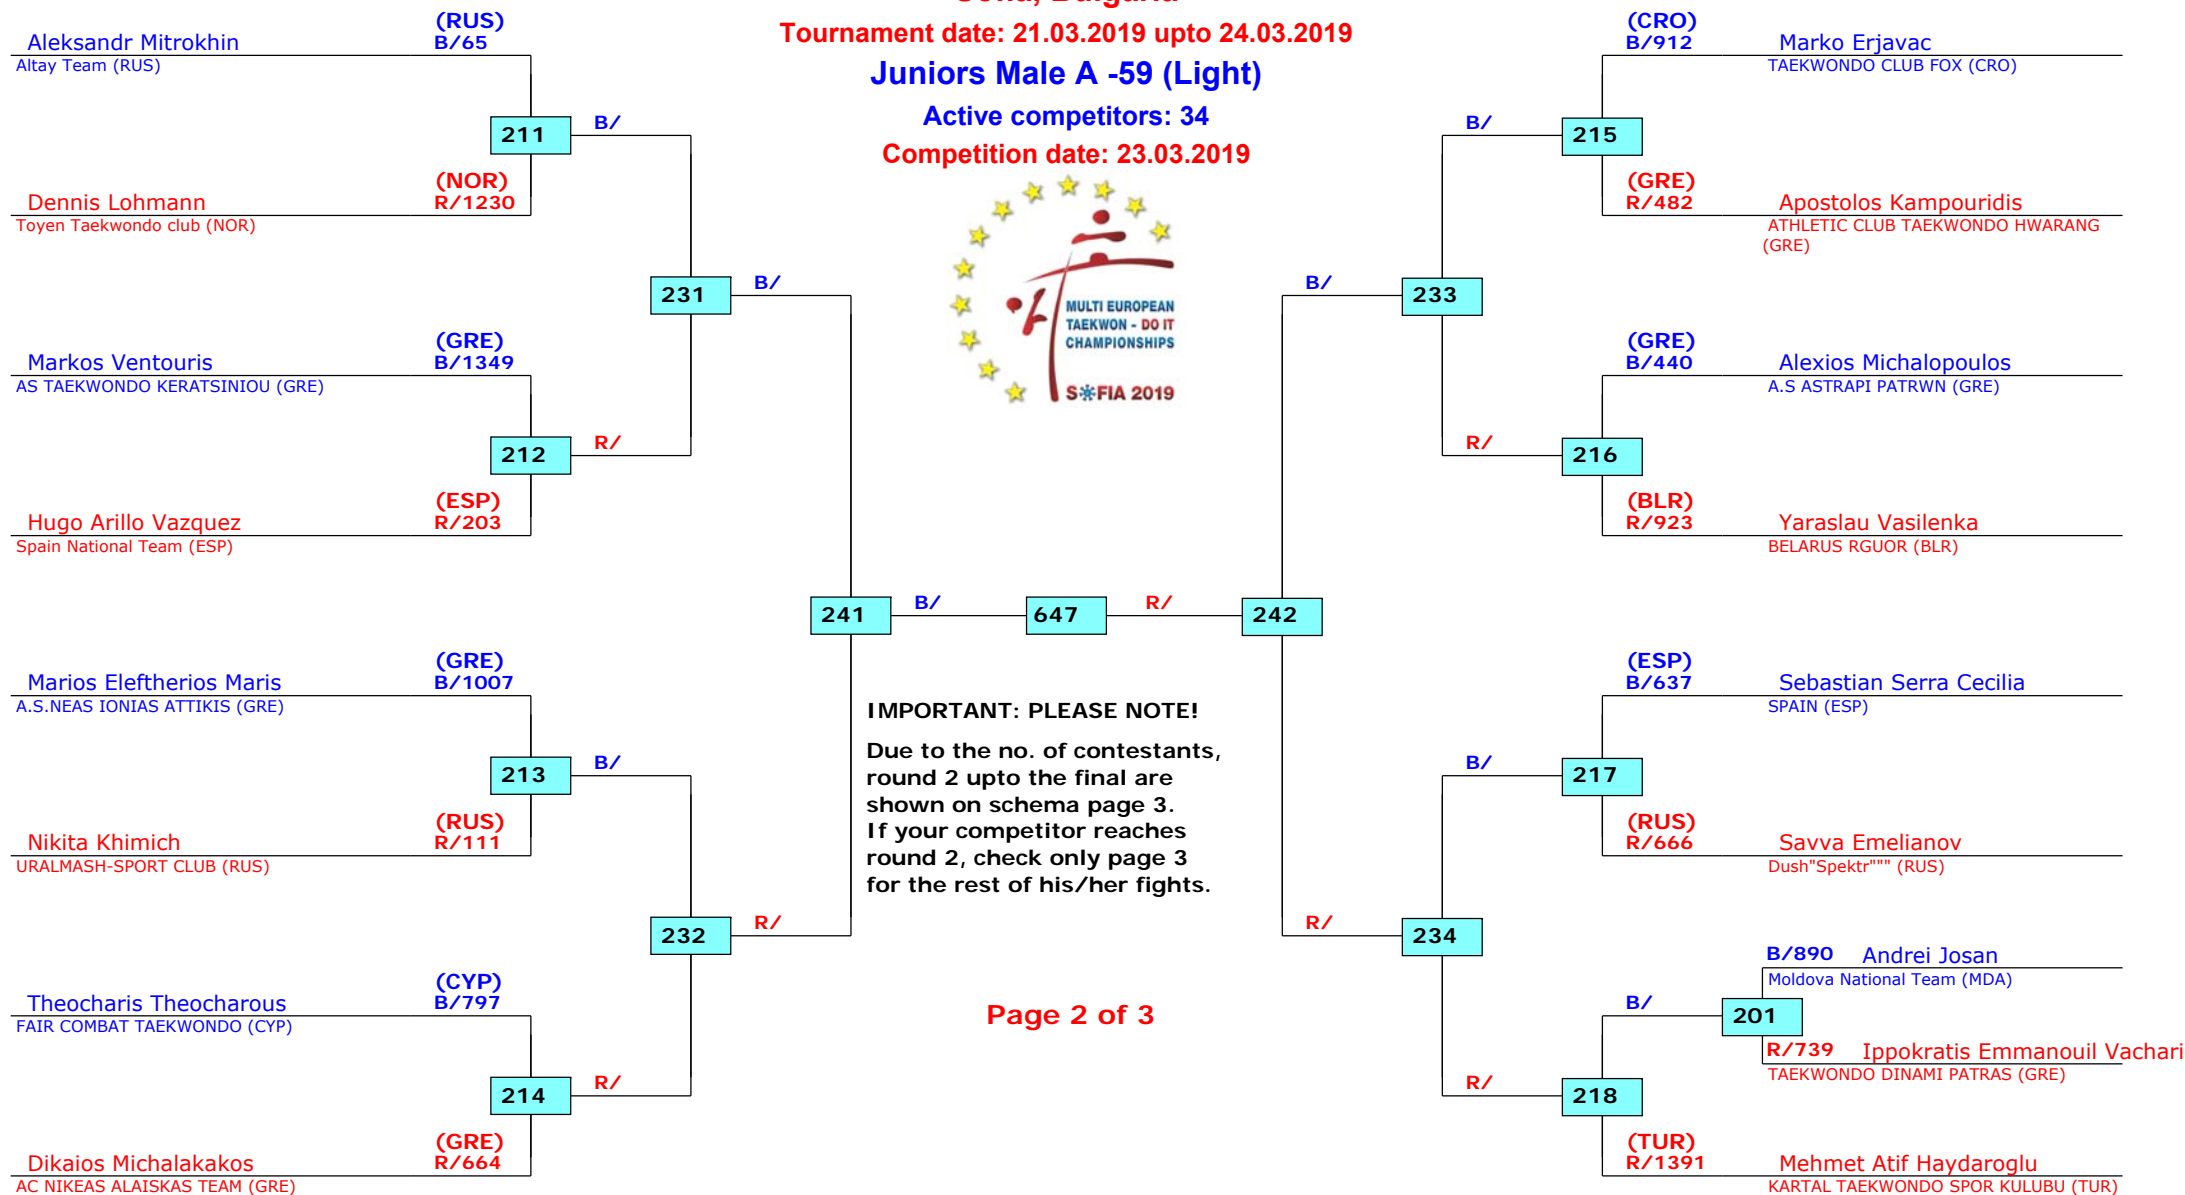 Sofia, Bulgaria
Tournament date: 21.03.2019 upto 24.03.2019
Juniors Male A -59 (Light)
Active competitors: 34
Competition date: 23.03.2019
MULTI EUROPEAN
TAEKWON - DO IT
CHAMPIONSHIPS
SOFIA 2019
(RUS)
Aleksandr Mitrokhin B/65
Altay Team (RUS)
211 B/
(NOR)
Dennis Lohmann R/1230
Toyen Taekwondo club (NOR)
231 B/
(GRE)
Markos Ventouris B/1349
AS TAEKWONDO KERATSINIOU (GRE)
212 R/
(ESP)
Hugo Arillo Vazquez R/203
Spain National Team (ESP)
241 B/ 647 R/ 242
(GRE)
Marios Eleftherios Maris B/1007
A.S.NEAS IONIAS ATTIKIS (GRE)
213 B/
(RUS)
Nikita Khimich R/111
URALMASH-SPORT CLUB (RUS)
232 R/
(CYP)
Theocharis Theocharous B/797
FAIR COMBAT TAEKWONDO (CYP)
214 R/
(GRE)
Dikaios Michalakakos R/664
AC NIKEAS ALAISKAS TEAM (GRE)
IMPORTANT: PLEASE NOTE!
Due to the no. of contestants,
round 2 upto the final are
shown on schema page 3.
If your competitor reaches
round 2, check only page 3
for the rest of his/her fights.
Page 2 of 3
(CRO)
B/912 Marko Erjavac
TAEKWONDO CLUB FOX (CRO)
B/ 215
(GRE)
R/482 Apostolos Kampouridis
ATHLETIC CLUB TAEKWONDO HWARANG
(GRE)
B/ 233
(GRE)
B/440 Alexios Michalopoulos
A.S ASTRAPI PATRWN (GRE)
R/ 216
(BLR)
R/923 Yaraslau Vasilenka
BELARUS RGUOR (BLR)
(ESP)
B/637 Sebastian Serra Cecilia
SPAIN (ESP)
B/ 217
(RUS)
R/666 Savva Emelianov
Dush"Spektr""" (RUS)
R/ 234
B/890 Andrei Josan
Moldova National Team (MDA)
B/ 201
R/739 Ippokratis Emmanouil Vachari
TAEKWONDO DINAMI PATRAS (GRE)
R/ 218
(TUR)
R/1391 Mehmet Atif Haydaroglu
KARTAL TAEKWONDO SPOR KULUBU (TUR)